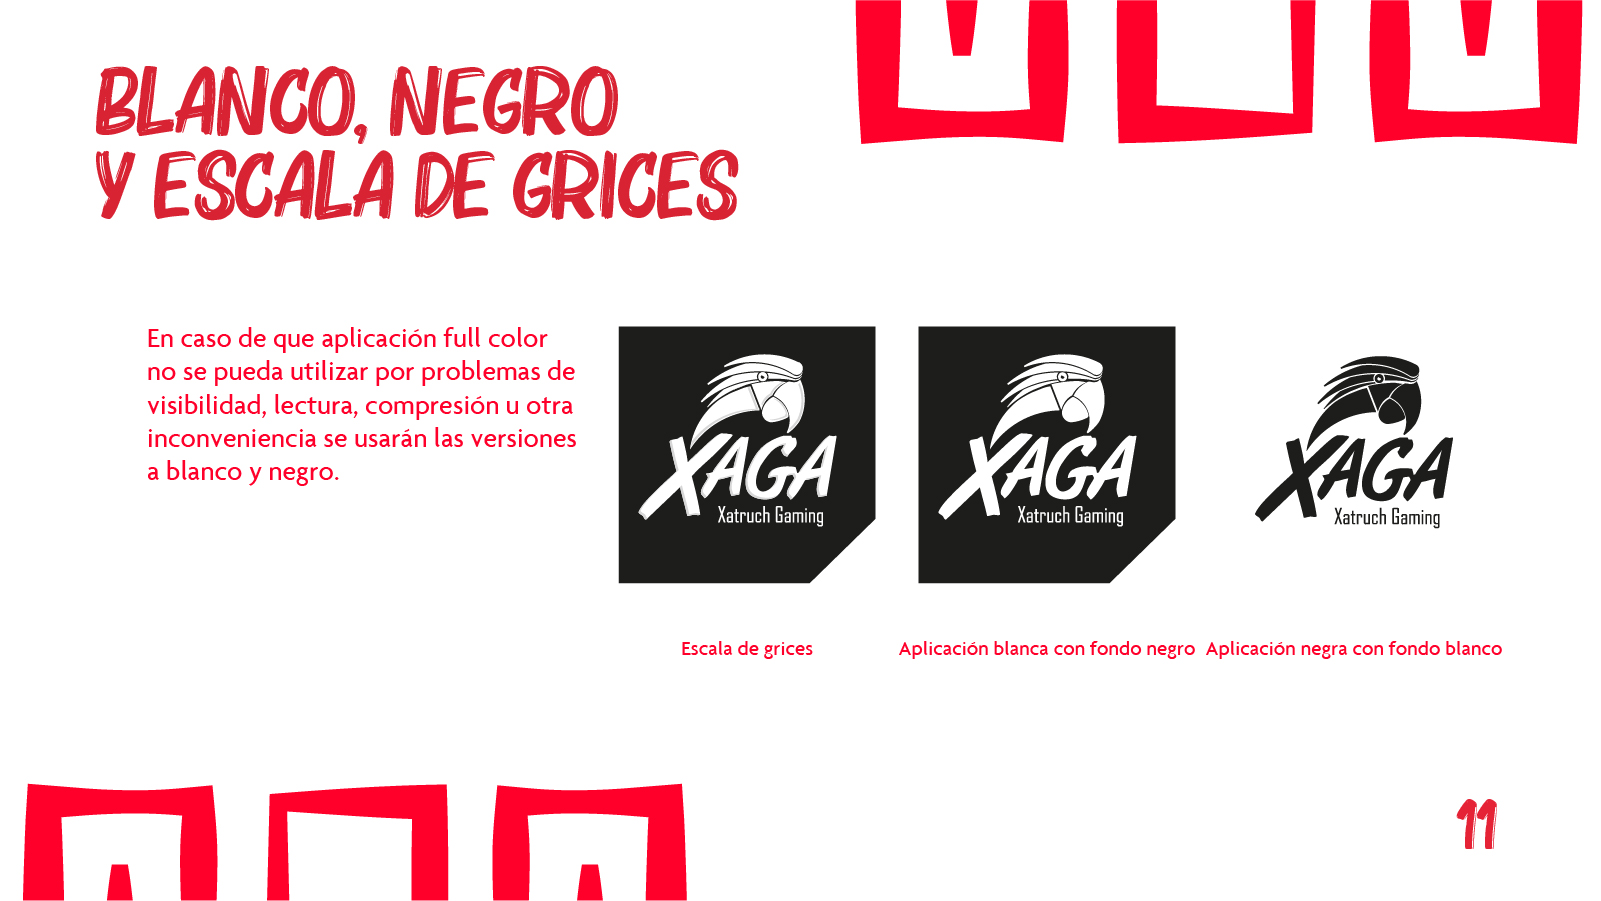 BLANCO, NEGRO
Y ESCALA DE GRICES
En caso de que aplicación full color
no se pueda utilizar por problemas de
visibilidad, lectura, compresión u otra
inconveniencia se usarán las versiones
a blanco y negro.
XAGA
Xatruch Gaming
XAGA
Xatruch Gaming
XAGA
Xatruch Gaming
Escala de grices
Aplicación blanca con fondo negro
Aplicación negra con fondo blanco
11